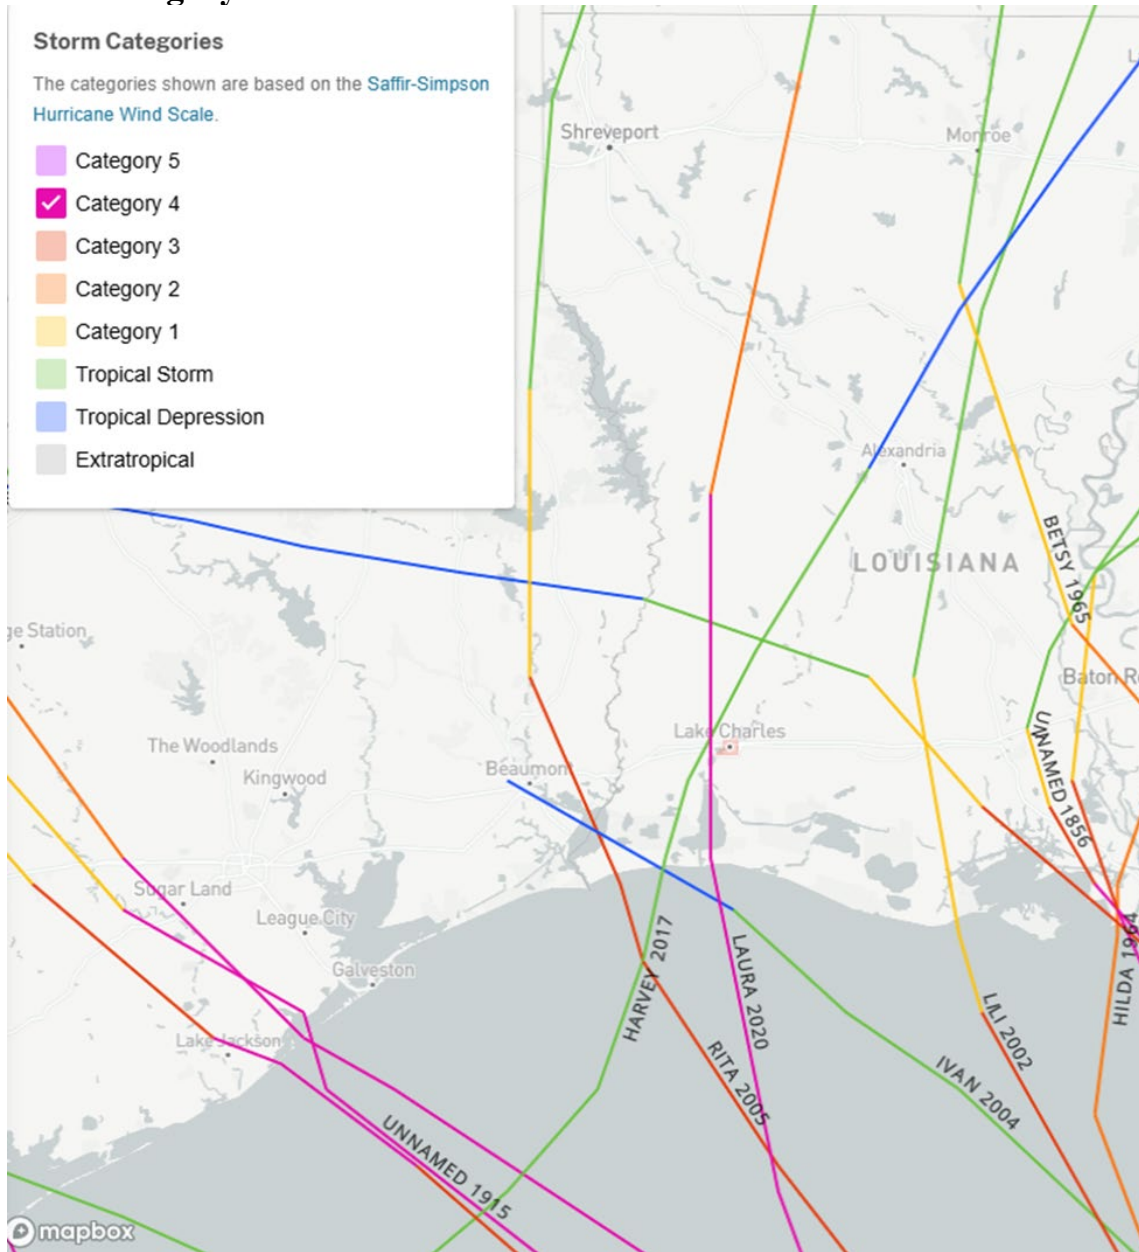 Storm Categories
The categories shown are based on the Saffir-Simpson
Hurricane Wind Scale.
Category 5
Category 4
Category 3
Category 2
Category 1
Tropical Storm
Tropical Depression
Extratropical
Shreveport
Monroe
Alexandria
LOUISIANA
BETSY 1965
ge Station
Baton Ro
The Woodlands
Lake Charles
UNNAMED 1856
Beaumont
Kingwood
Sugar Land
League City
Galveston
HARVEY 2017
LAURA 2020
HILDA 1964
Lake Jackson
LILI 2002
RITA 2005
IVAN 2004
UNNAMED 1915
mapbox